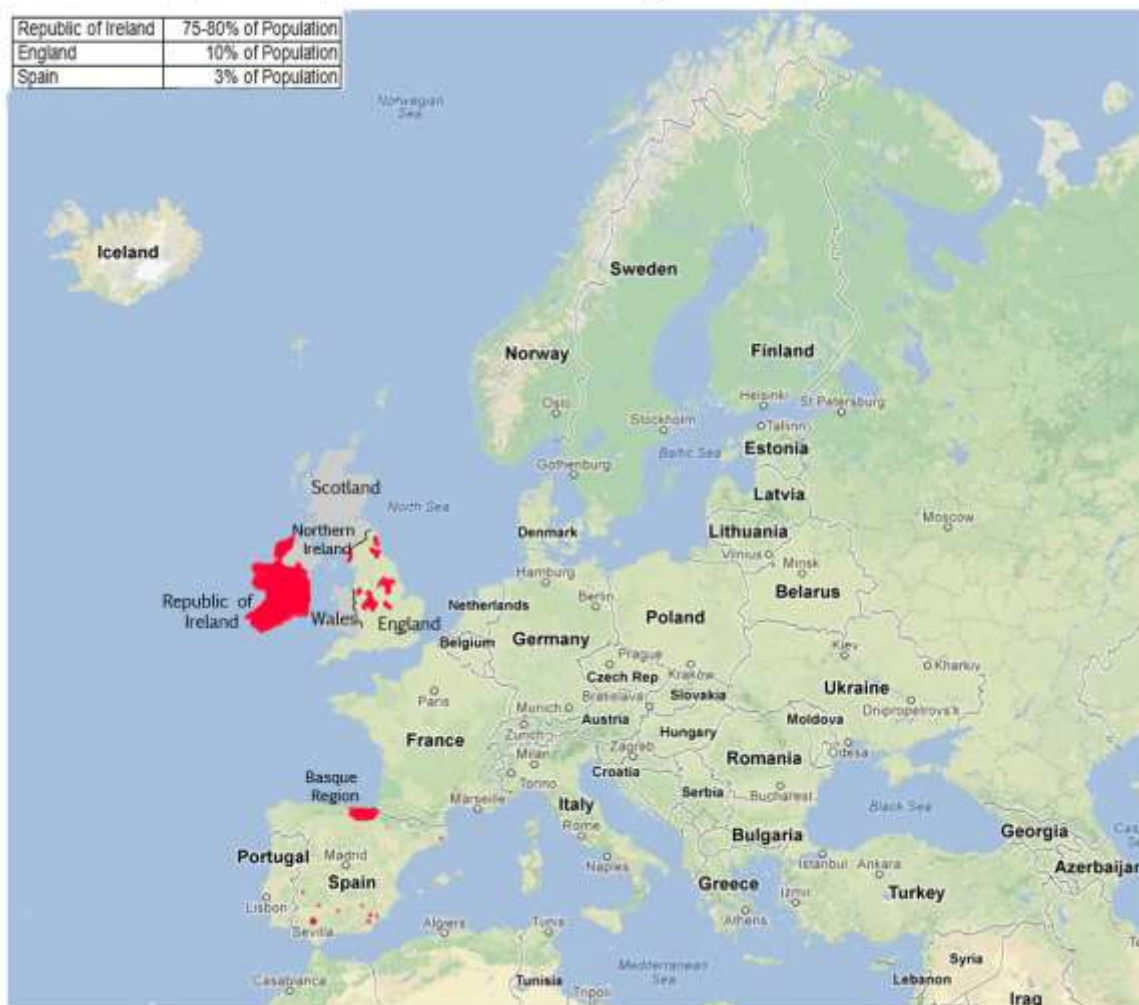 Republic of Ireland 75-80% of Population
England 10% of Population
Spain 3% of Population
Norwegian
Sea
Iceland
Sweden
Norway
Finland
Oslo
Helsinki
St Petersburg
Stockholm
Tallinn
Baltic Sea
Estonia
Gothenburg
Scotland
Latvia
North Sea
Moscow
Northern
Ireland
Denmark
Lithuania
Vilnius
Minsk
Hamburg
Belarus
Republic of
Ireland
Netherlands
Berlin
Poland
Wales
England
Belgium
Germany
Kiev
Prague
Kharkiv
Czech Rep
Krakow
Ukraine
Paris
Bratislava
Slovakia
Munich
Dnipropetrovs'k
Austria
Moldova
France
Zurich
Hungary
Milan
Zagreb
Odesa
Romania
Croatia
Basque
Region
Torino
Serbia
Bucharest
Marseille
Italy
Black Sea
Rome
Bulgaria
Georgia
Portugal
Madrid
Naples
Istanbul
Ankara
Azerbaijan
Spain
Greece
Izmir
Turkey
Lisbon
Athens
Sevilla
Algiers
Tunis
Syria
Mediterranean
Sea
Casablanca
Tunisia
Lebanon
Tripoli
Iraq